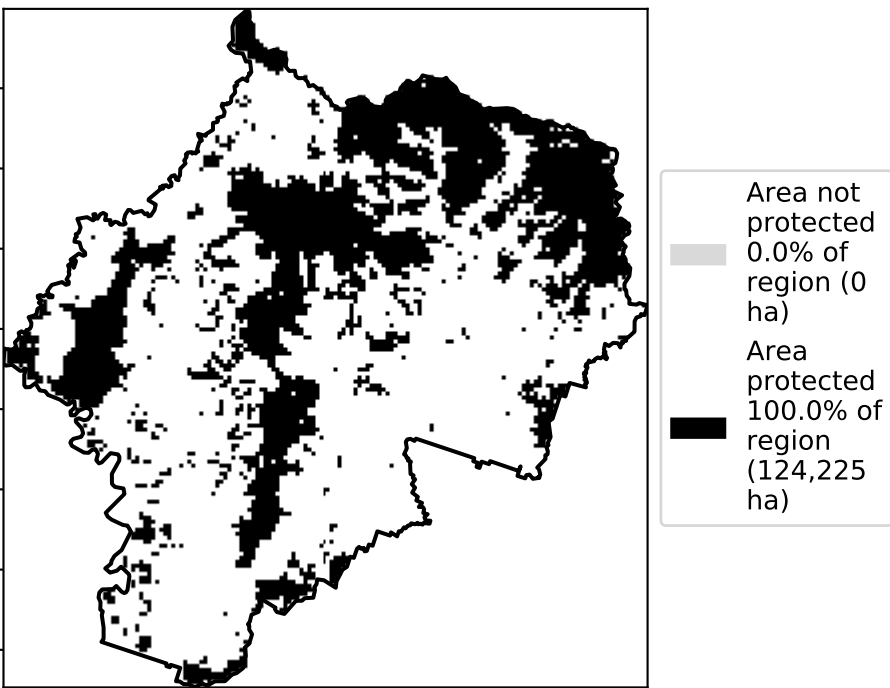 Area not
protected
0.0% of
region (0
ha)
Area
protected
100.0% of
region
(124,225
ha)